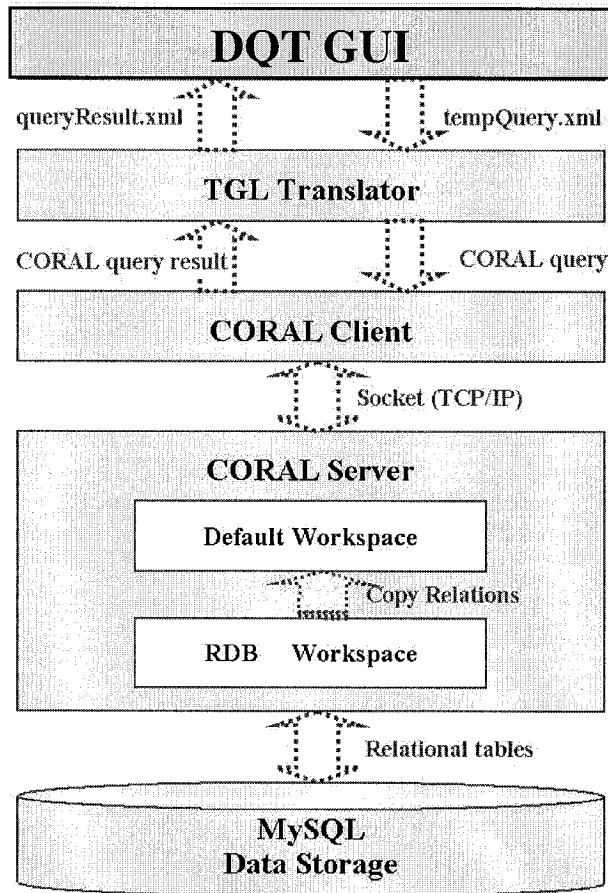 DQT GUI
queryResult.xml
tempQuery.xml
TGL Translator
CORAL query result
CORAL query
CORAL Client
Socket (TCP/IP)
CORAL Server
Default Workspace
Copy Relations
RDB Workspace
Relational tables
MySQL
Data Storage